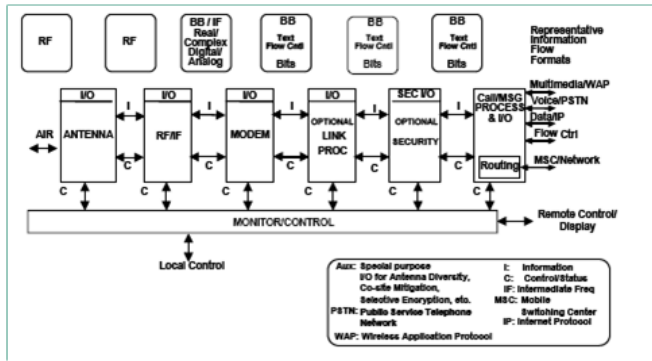 RF
RF
BB / IF
Real/
Complex
Digital/
Analog
BB
Text
Flow Cntl
Bits
BB
Text
Flow Cntl
Bits
BB
Text
Flow Cntl
Bits
Representative
Information
Flow
Formats
I/O
ANTENNA
I/O
RF/IF
I/O
MODEM
I/O
OPTIONAL
LINK
PROC
SEC I/O
OPTIONAL
SECURITY
Call/MSG
PROCESS
& I/O
Routing
AIR
I
I
I
I
I
C
C
C
C
C
Multimedia/WAP
Voice/PSTN
Data/IP
Flow Ctrl
MSC/Network
C
C
C
C
C
C
MONITOR/CONTROL
Remote Control/
Display
Local Control
Aux: Special purpose
I/O for Antenna Diversity,
Co-site Mitigation,
Selective Encryption, etc.
PSTN: Public Service Telephone
Network
WAP: Wireless Application Protocol
I: Information
C: Control/Status
IF: Intermediate Freq
MSC: Mobile
Switching Center
IP: Internet Protocol